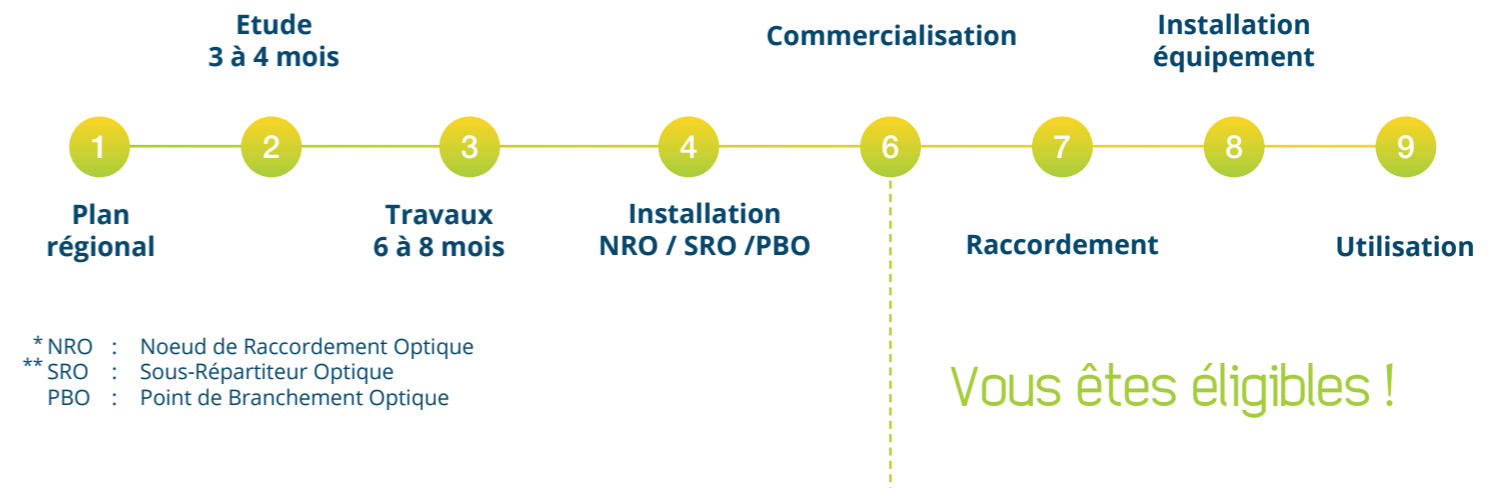 Etude
3 à 4 mois
Commercialisation
Installation
équipement
1
2
3
4
6
7
8
9
Plan
régional
Travaux
6 à 8 mois
Installation
NRO / SRO /PBO
Raccordement
Utilisation
* NRO : Noeud de Raccordement Optique
** SRO : Sous-Répartiteur Optique
PBO : Point de Branchement Optique
Vous êtes éligibles !